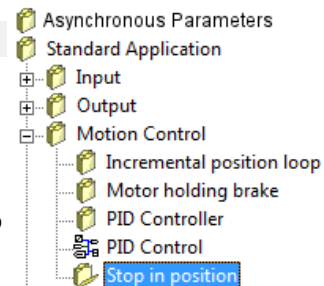 Asynchronous Parameters
Standard Application
Input
Output
Motion Control
Incremental position loop
Motor holding brake
PID Controller
PID Control
Stop in position